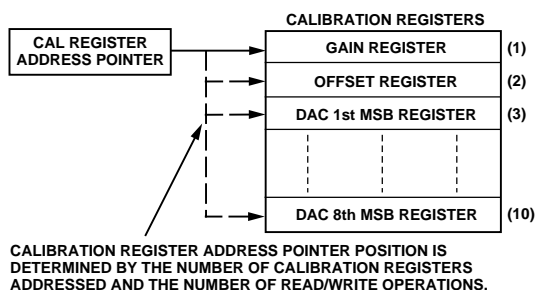 CALIBRATION REGISTERS
CAL REGISTER
ADDRESS POINTER
GAIN REGISTER
(1)
OFFSET REGISTER
(2)
DAC 1st MSB REGISTER
(3)
DAC 8th MSB REGISTER
(10)
CALIBRATION REGISTER ADDRESS POINTER POSITION IS
DETERMINED BY THE NUMBER OF CALIBRATION REGISTERS
ADDRESSED AND THE NUMBER OF READ/WRITE OPERATIONS.